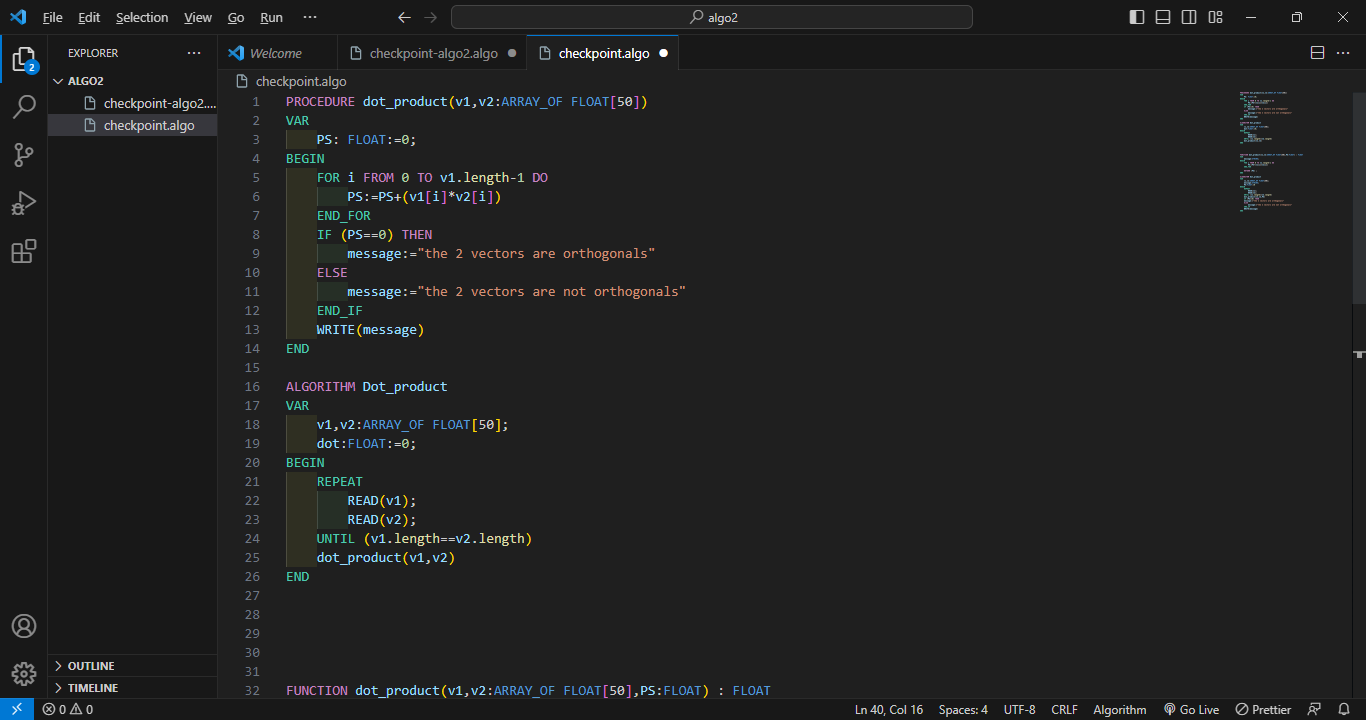 File Edit Selection View Go Run ··· algo2
EXPLORER ···
ALGO2
checkpoint-algo2....
checkpoint.algo
2
Welcome checkpoint-algo2.algo checkpoint.algo ···
checkpoint.algo
1 PROCEDURE dot_product(v1,v2:ARRAY_OF FLOAT[50])
2 VAR
3 PS: FLOAT:=0;
4 BEGIN
5 FOR i FROM 0 TO v1.length-1 DO
6 PS:=PS+(v1[i]*v2[i])
7 END_FOR
8 IF (PS==0) THEN
9 message:="the 2 vectors are orthogonals"
10 ELSE
11 message:="the 2 vectors are not orthogonals"
12 END_IF
13 WRITE(message)
14 END
15
16 ALGORITHM Dot_product
17 VAR
18 v1,v2:ARRAY_OF FLOAT[50];
19 dot:FLOAT:=0;
20 BEGIN
21 REPEAT
22 READ(v1);
23 READ(v2);
24 UNTIL (v1.length==v2.length)
25 dot_product(v1,v2)
26 END
27
28
29
30
31
32 FUNCTION dot_product(v1,v2:ARRAY_OF FLOAT[50],PS:FLOAT) : FLOAT
OUTLINE
TIMELINE
0 0 Ln 40, Col 16 Spaces: 4 UTF-8 CRLF Algorithm Go Live Prettier